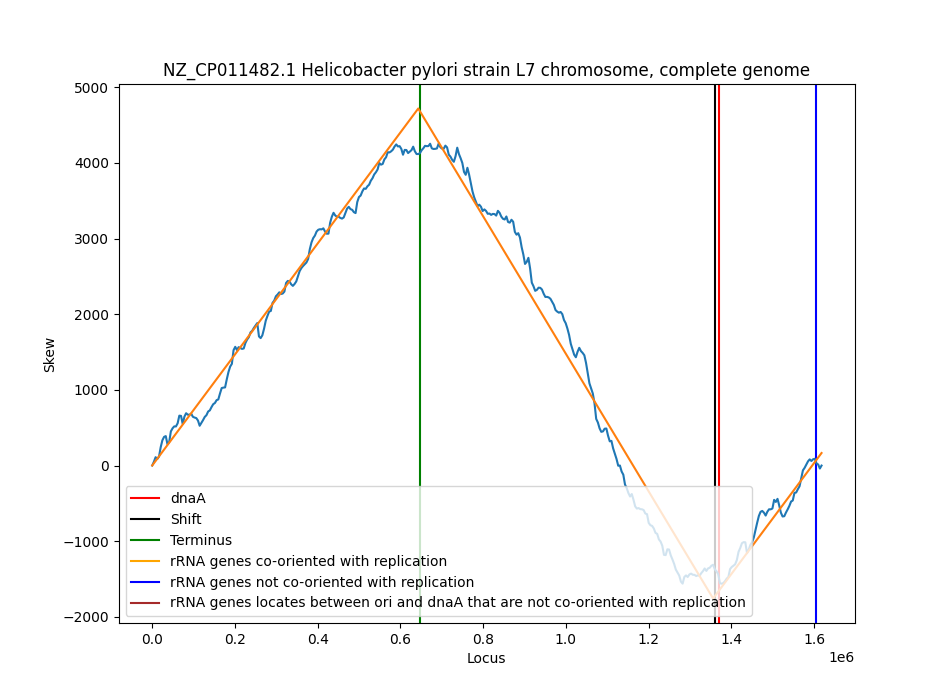 NZ_CP011482.1 Helicobacter pylori strain L7 chromosome, complete genome
5000
4000
3000
2000
1000
0
−1000
−2000
Skew
dnaA
Shift
Terminus
rRNA genes co-oriented with replication
rRNA genes not co-oriented with replication
rRNA genes locates between ori and dnaA that are not co-oriented with replication
0.0 0.2 0.4 0.6 0.8 1.0 1.2 1.4 1.6
1e6
Locus